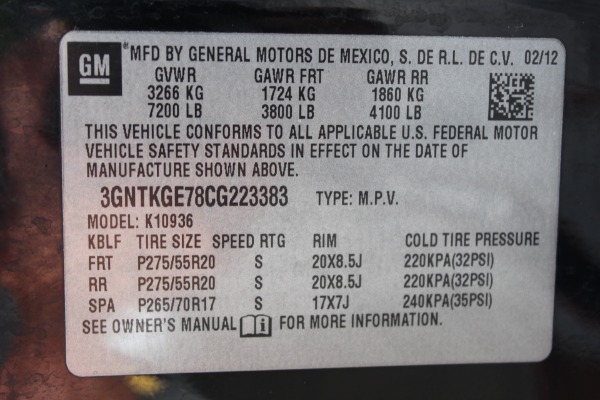 GM *MFD BY GENERAL MOTORS DE MEXICO, S. DE R.L. DE C.V. 02/12
GVWR GAWR FRT GAWR RR
3266 KG 1724 KG 1860 KG
7200 LB 3800 LB 4100 LB
THIS VEHICLE CONFORMS TO ALL APPLICABLE U.S. FEDERAL MOTOR
VEHICLE SAFETY STANDARDS IN EFFECT ON THE DATE OF
MANUFACTURE SHOWN ABOVE.
3GNTKGE78CG223383 TYPE: M.P.V.
MODEL: K10936
KBLF TIRE SIZE SPEED RTG RIM COLD TIRE PRESSURE
FRT P275/55R20 S 20X8.5J 220KPA(32PSI)
RR P275/55R20 S 20X8.5J 220KPA(32PSI)
SPA P265/70R17 S 17X7J 240KPA(35PSI)
SEE OWNER'S MANUAL FOR MORE INFORMATION.